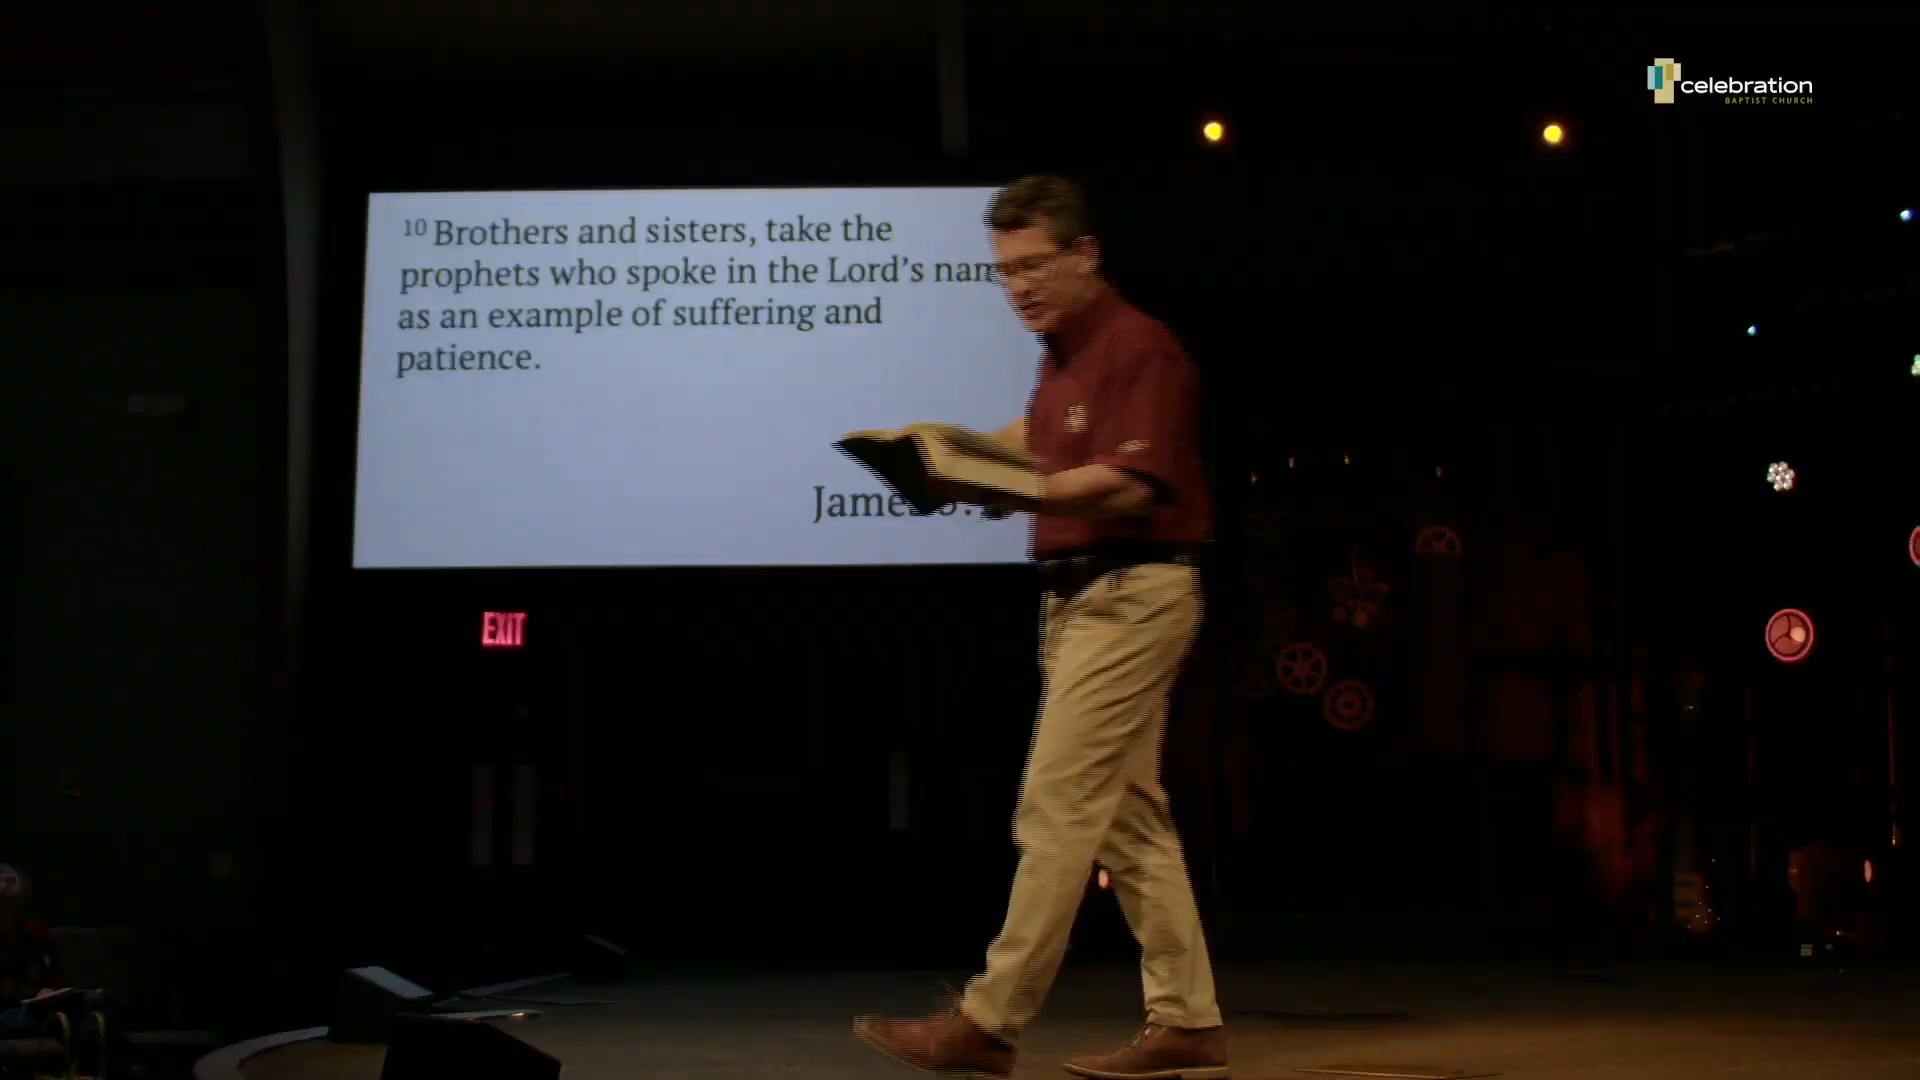 celebration
BAPTIST CHURCH
10 Brothers and sisters, take the
prophets who spoke in the Lord's
as an example of suffering and
patience.
EXIT